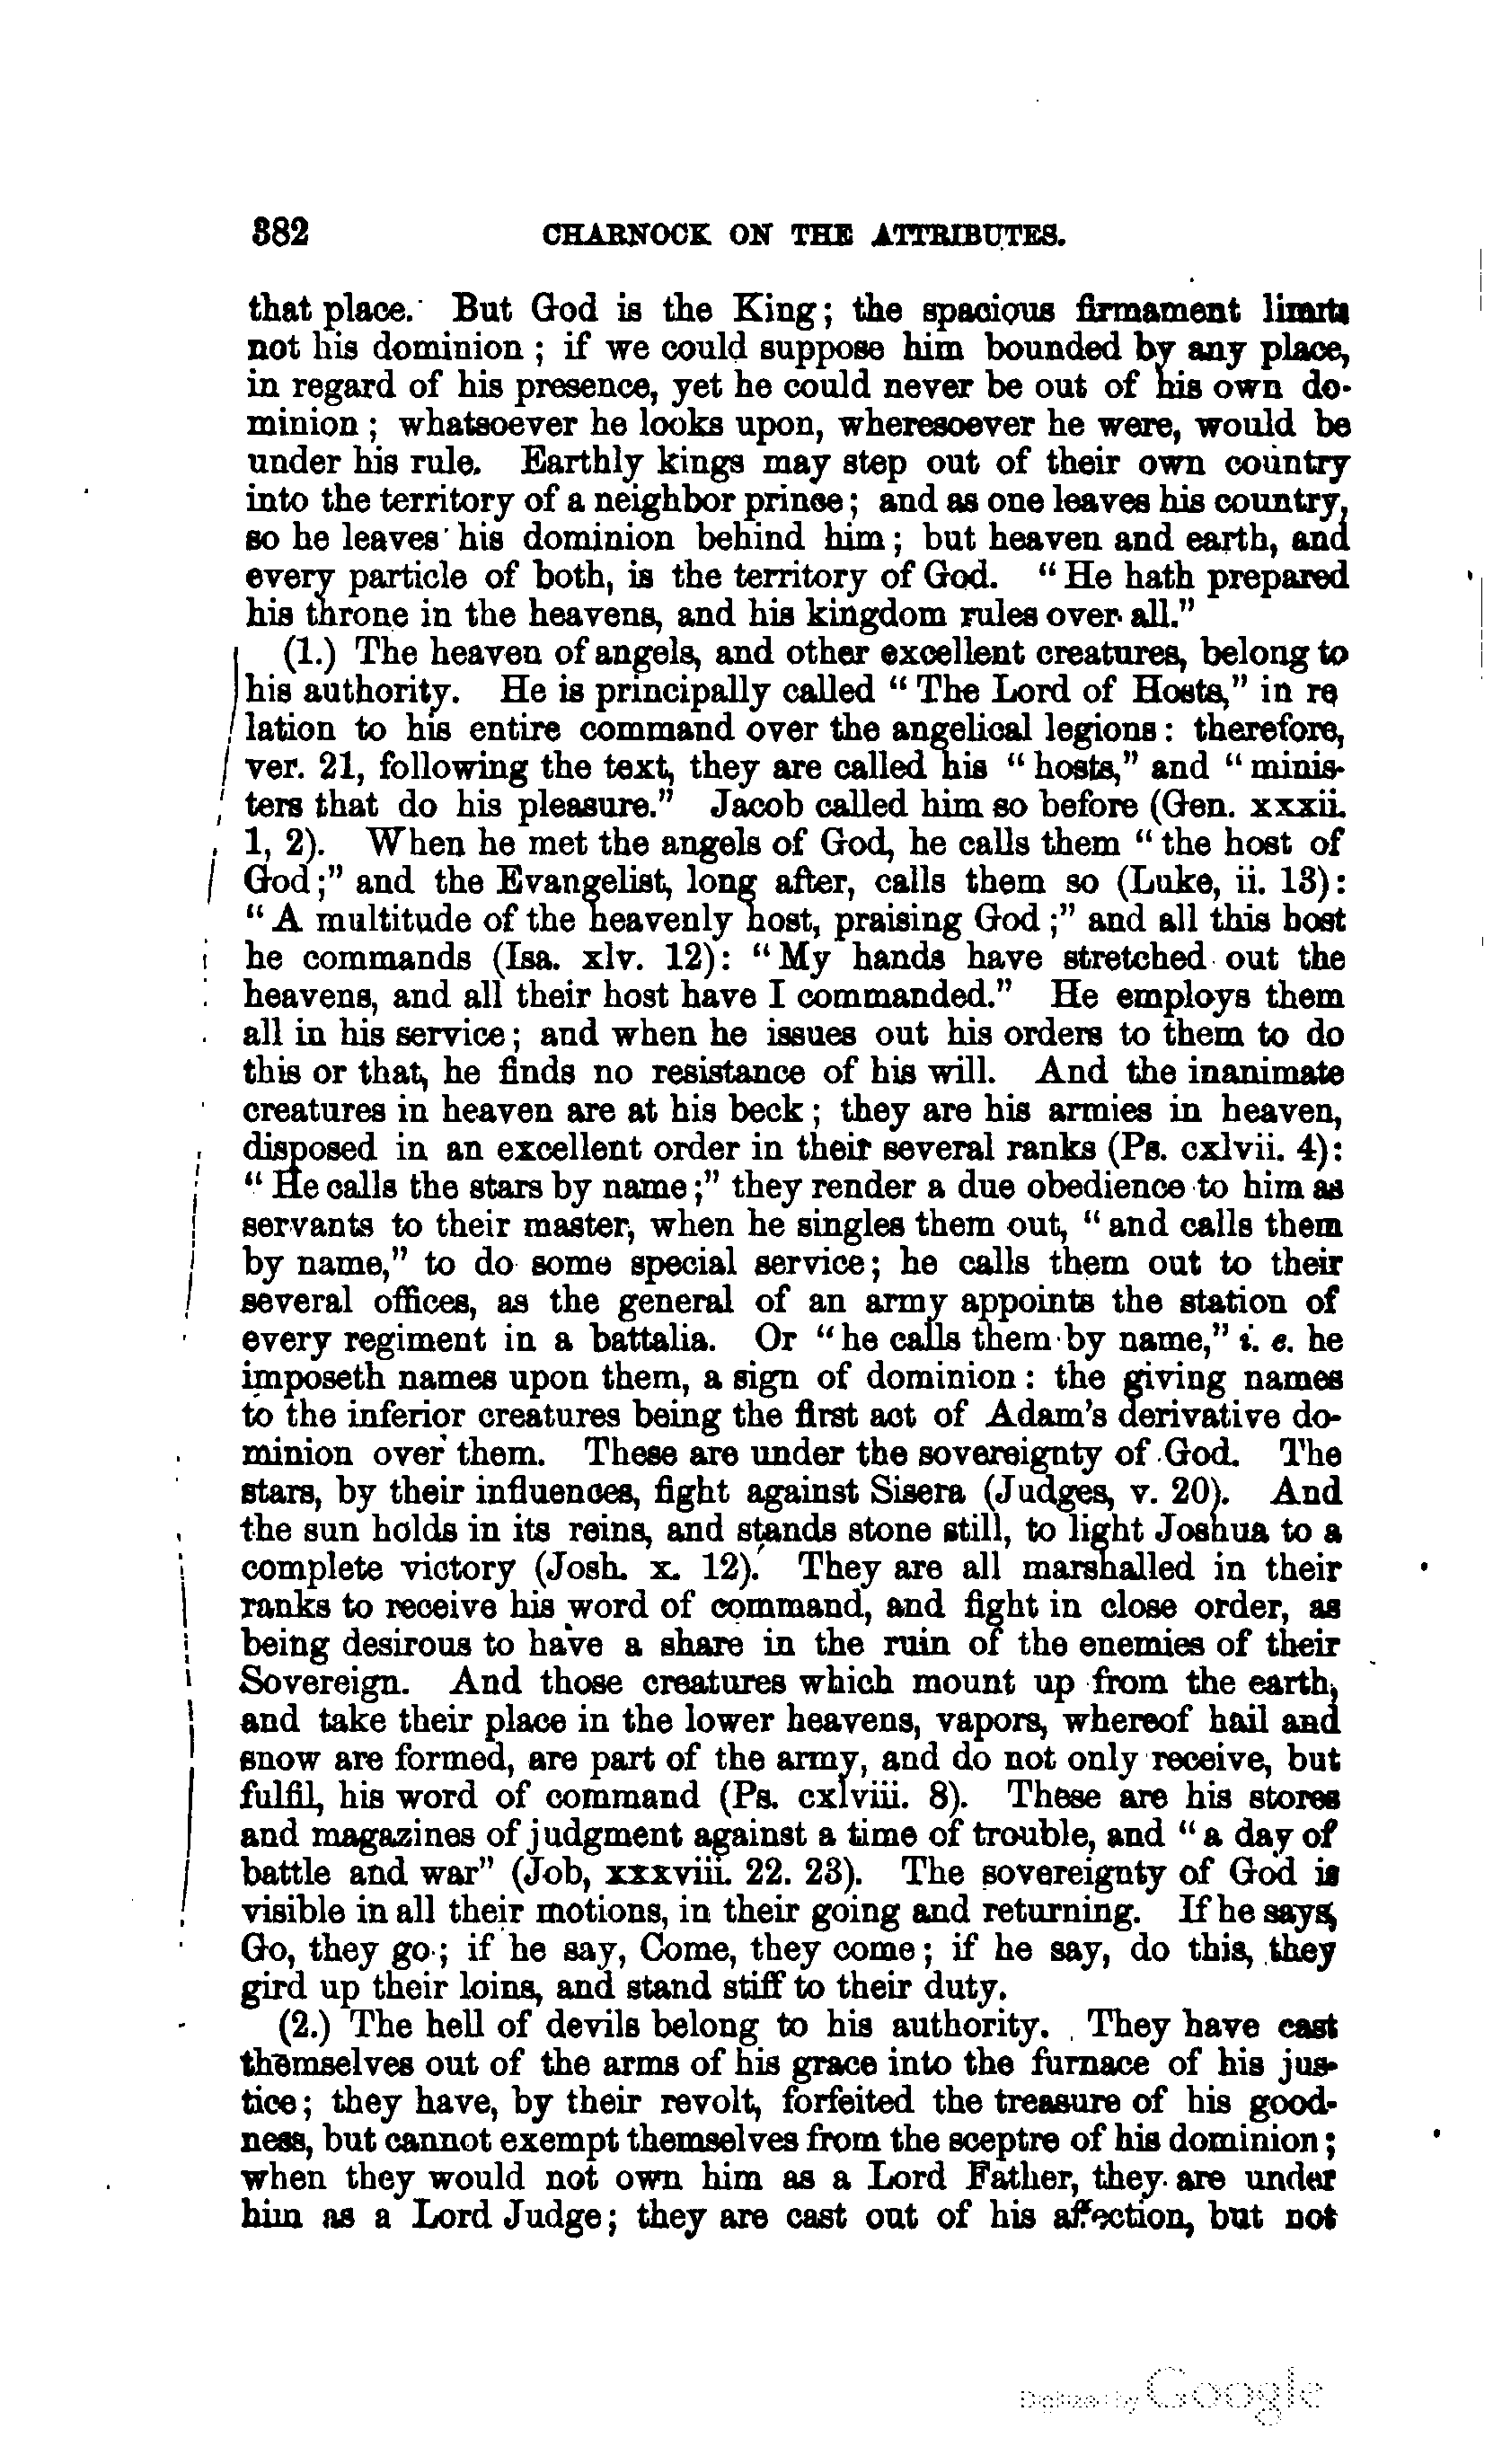 382 CHARNOCK ON THE ATTRIBUTES.
that place. But God is the King; the spacious firmament limits
not his dominion; if we could suppose him bounded by any place,
in regard of his presence, yet he could never be out of his own do-
minion; whatsoever he looks upon, wheresoever he were, would be
under his rule. Earthly kings may step out of their own country
into the territory of a neighbor prince; and as one leaves his country,
so he leaves his dominion behind him; but heaven and earth, and
every particle of both, is the territory of God. "He hath prepared
his throne in the heavens, and his kingdom rules over all."
(1.) The heaven of angels, and other excellent creatures, belong to
his authority. He is principally called "The Lord of Hosts," in re
lation to his entire command over the angelical legions: therefore,
ver. 21, following the text, they are called his "hosts," and "minis-
ters that do his pleasure." Jacob called him so before (Gen. xxxii.
1, 2). When he met the angels of God, he calls them "the host of
God;" and the Evangelist, long after, calls them so (Luke, ii. 13):
"A multitude of the heavenly host, praising God;" and all this host
he commands (Isa. xlv. 12): "My hands have stretched out the
heavens, and all their host have I commanded." He employs them
all in his service; and when he issues out his orders to them to do
this or that, he finds no resistance of his will. And the inanimate
creatures in heaven are at his beck; they are his armies in heaven,
disposed in an excellent order in their several ranks (Ps. cxlvii. 4):
"He calls the stars by name;" they render a due obedience to him as
servants to their master, when he singles them out, "and calls them
by name," to do some special service; he calls them out to their
several offices, as the general of an army appoints the station of
every regiment in a battalia. Or "he calls them by name," i. e. he
imposeth names upon them, a sign of dominion: the giving names
to the inferior creatures being the first act of Adam's derivative do-
minion over them. These are under the sovereignty of God. The
stars, by their influences, fight against Sisera (Judges, v. 20). And
the sun holds in its reins, and stands stone still, to light Joshua to a
complete victory (Josh. x. 12). They are all marshalled in their
ranks to receive his word of command, and fight in close order, as
being desirous to have a share in the ruin of the enemies of their
Sovereign. And those creatures which mount up from the earth,
and take their place in the lower heavens, vapors, whereof hail and
snow are formed, are part of the army, and do not only receive, but
fulfil, his word of command (Ps. cxlviii. 8). These are his stores
and magazines of judgment against a time of trouble, and "a day of
battle and war" (Job, xxxviii. 22. 23). The sovereignty of God is
visible in all their motions, in their going and returning. If he says,
Go, they go; if he say, Come, they come; if he say, do this, they
gird up their loins, and stand stiff to their duty.
(2.) The hell of devils belong to his authority. They have cast
themselves out of the arms of his grace into the furnace of his jus-
tice; they have, by their revolt, forfeited the treasure of his good-
ness, but cannot exempt themselves from the sceptre of his dominion;
when they would not own him as a Lord Father, they are under
him as a Lord Judge; they are cast out of his affection, but not
Digitized by Google